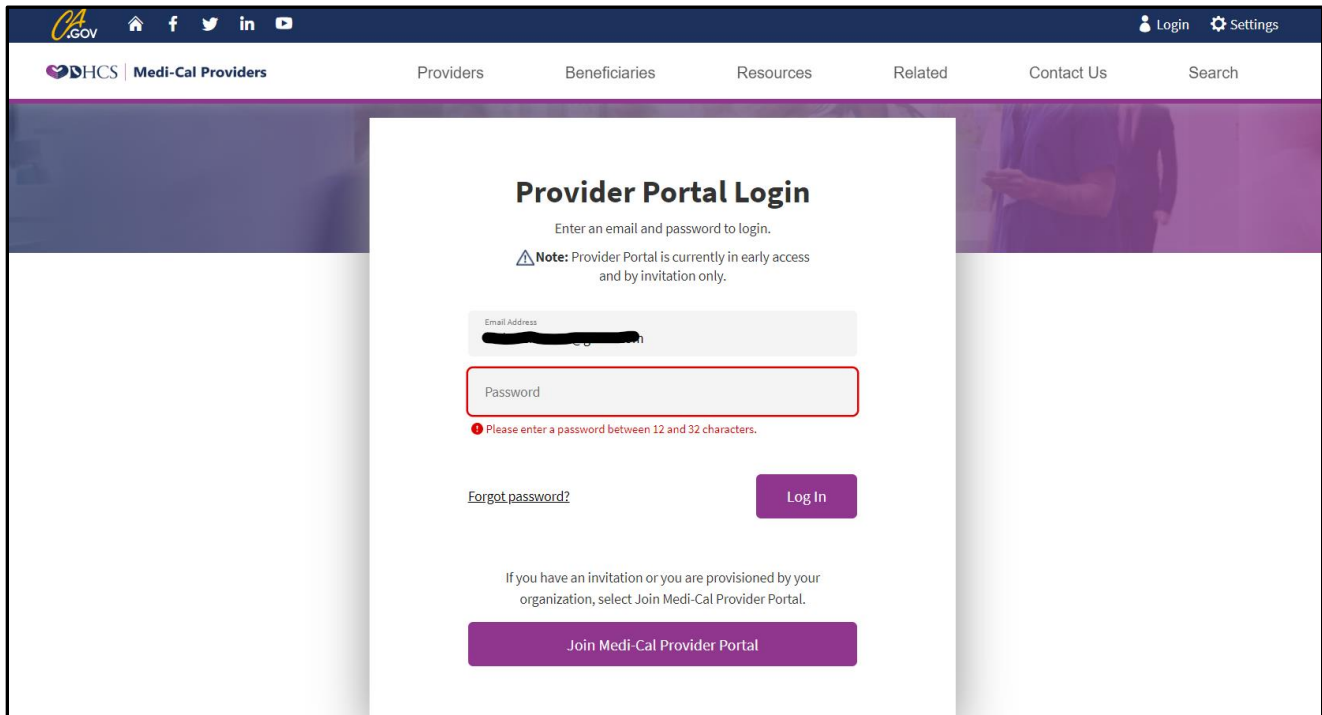 CA.GOV Login Settings
DHCS | Medi-Cal Providers Providers Beneficiaries Resources Related Contact Us Search
Provider Portal Login
Enter an email and password to login.
Note: Provider Portal is currently in early access
and by invitation only.
Email Address
Password
Please enter a password between 12 and 32 characters.
Forgot password? Log In
If you have an invitation or you are provisioned by your
organization, select Join Medi-Cal Provider Portal.
Join Medi-Cal Provider Portal